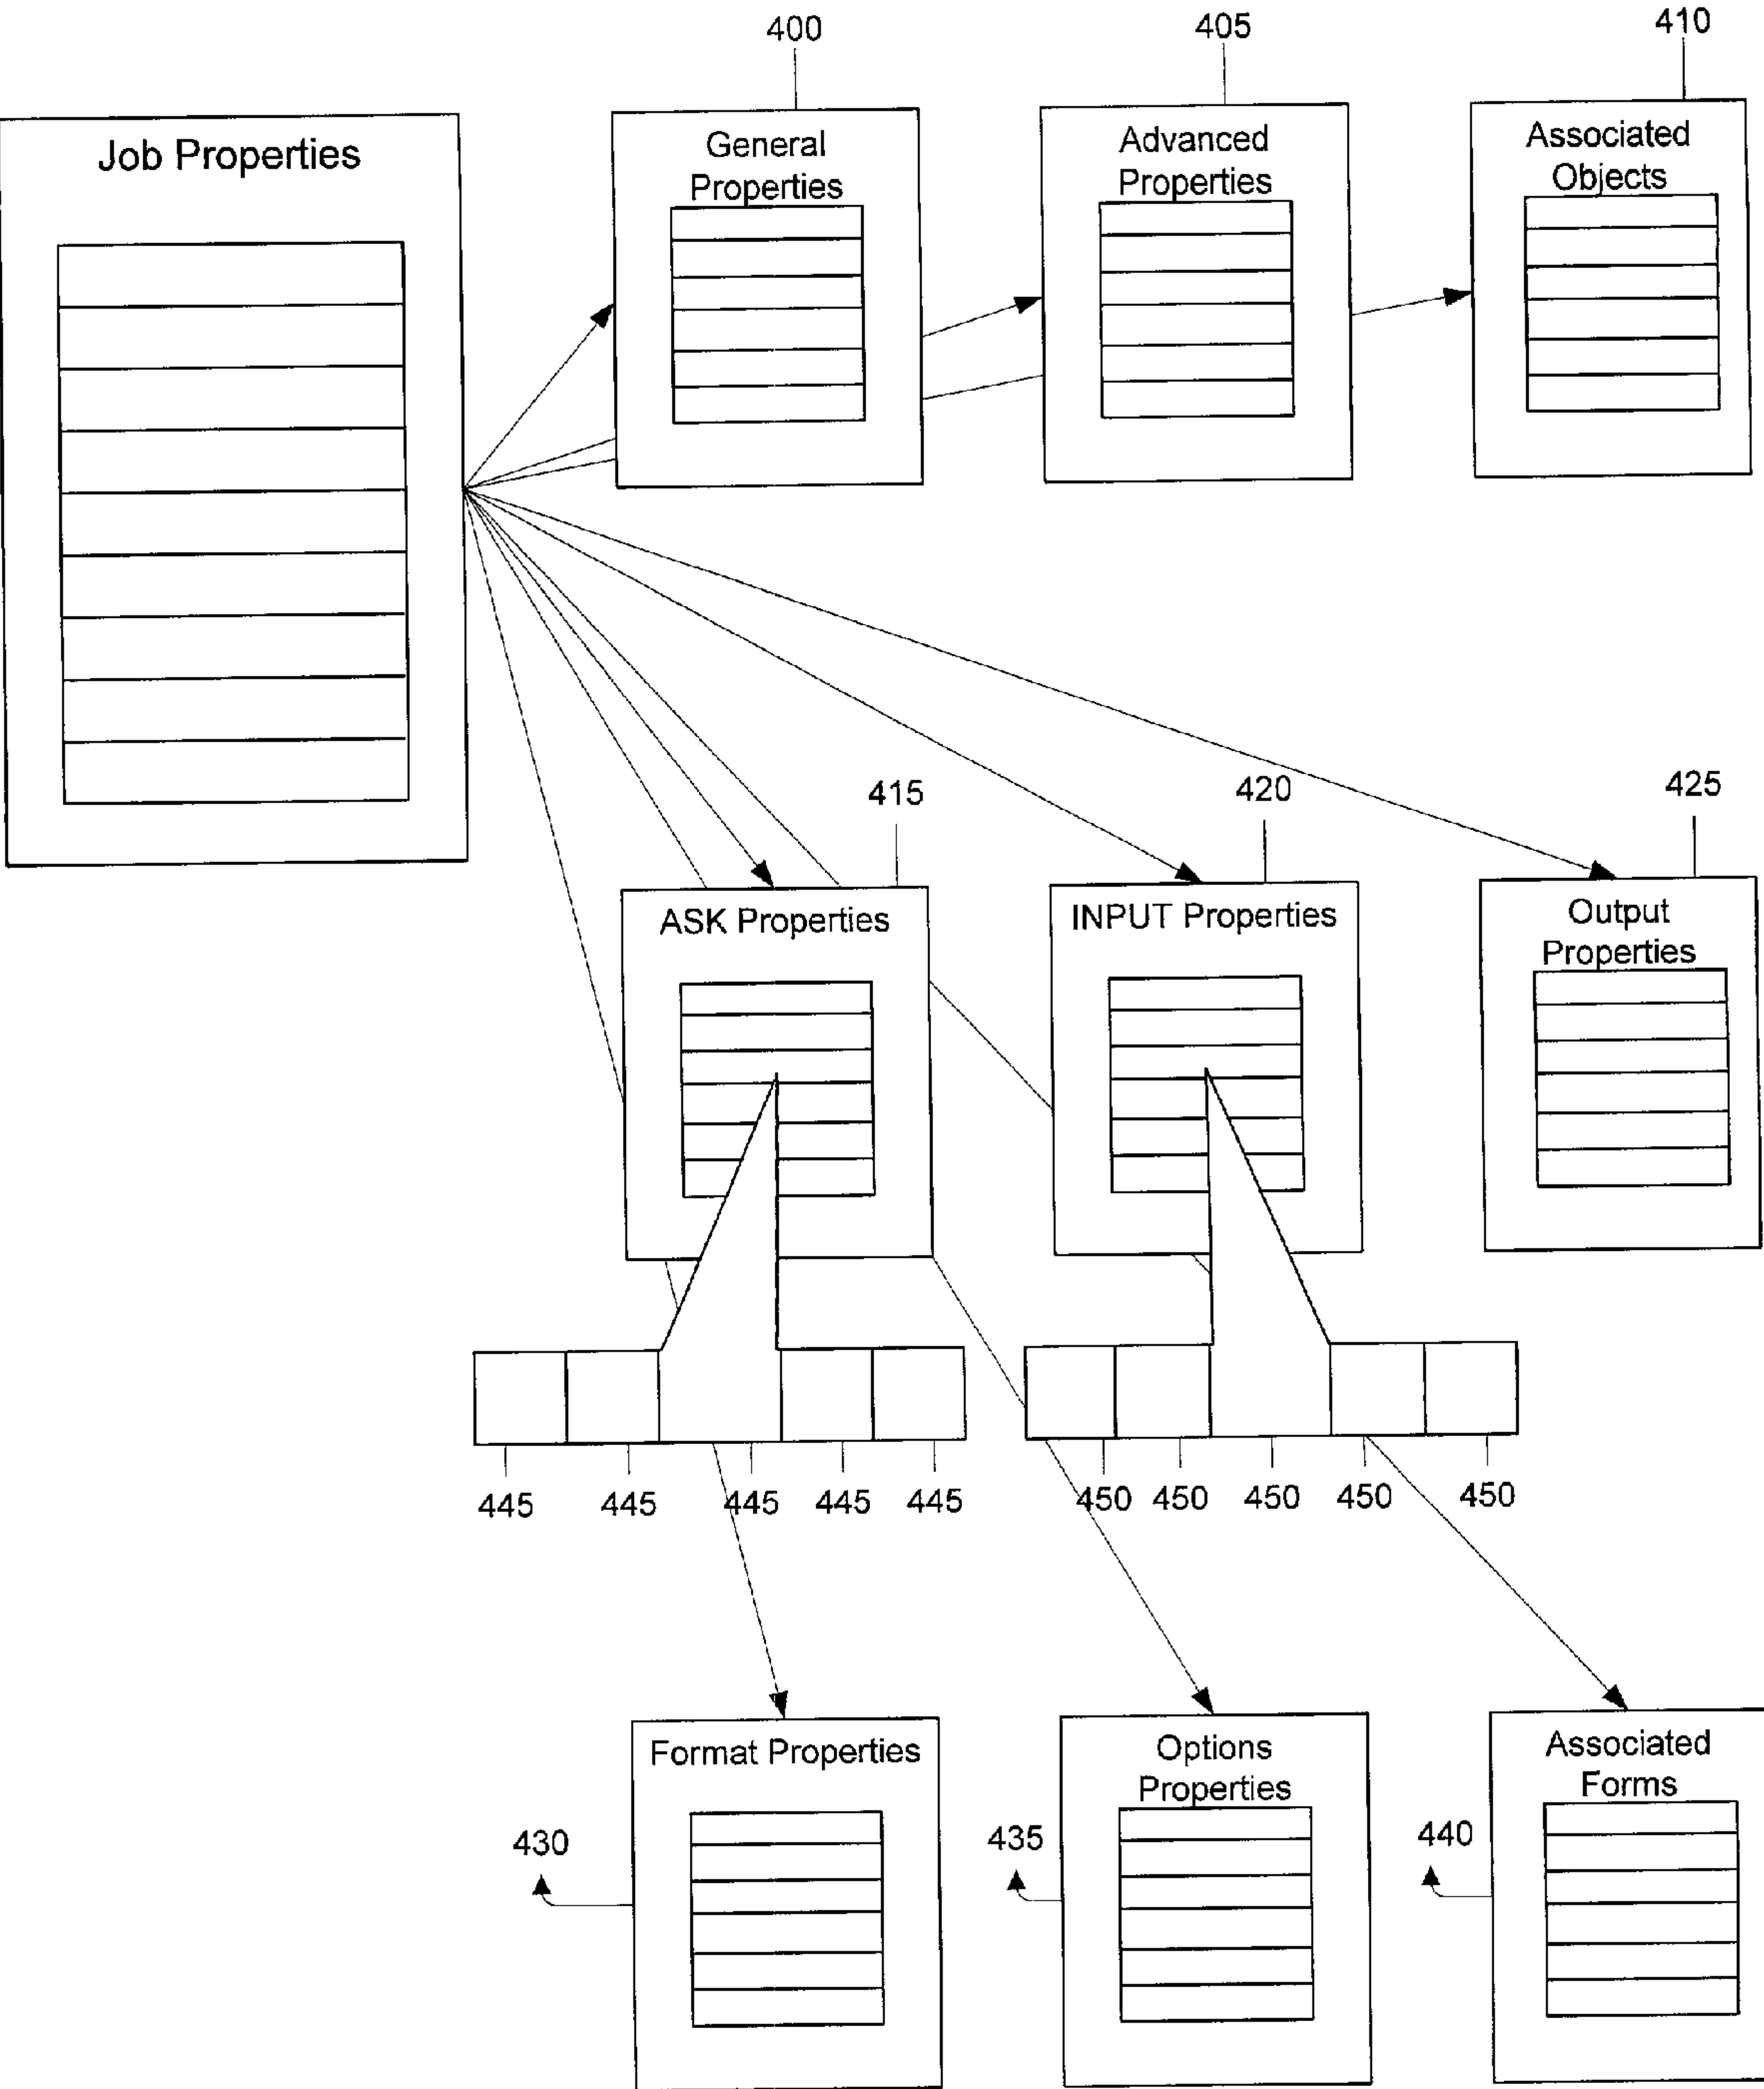 400
405
410
Job Properties
General
Properties
Advanced
Properties
Associated
Objects
415
420
425
ASK Properties
INPUT Properties
Output
Properties
445 445 445 445 445
450 450 450 450 450
Format Properties
Options
Properties
Associated
Forms
430
435
440